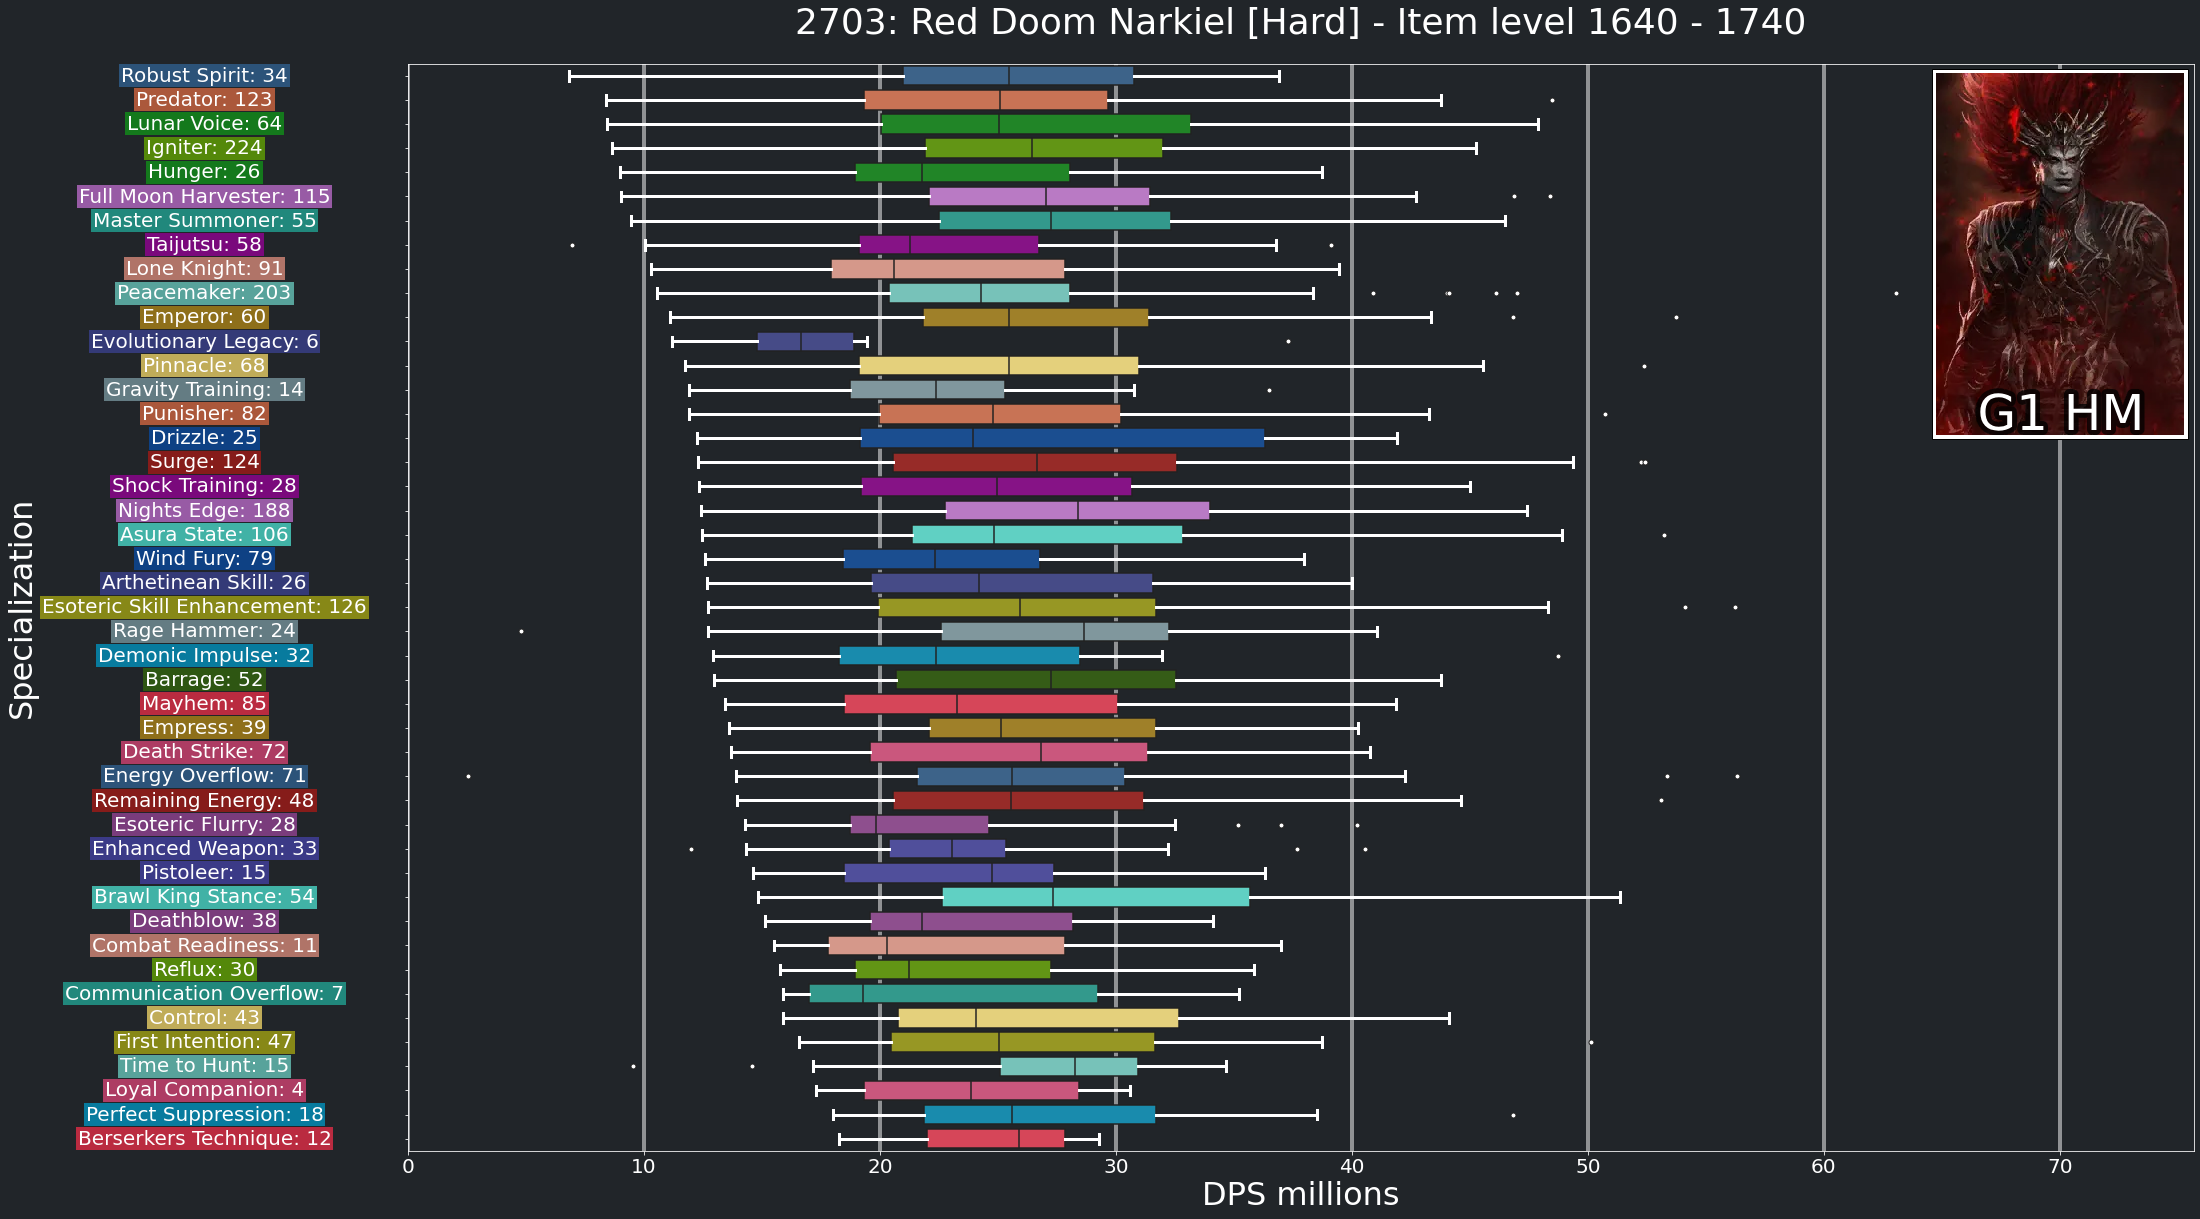 2703: Red Doom Narkiel [Hard] - Item level 1640 - 1740
Specialization
Robust Spirit: 34
Predator: 123
Lunar Voice: 64
Igniter: 224
Hunger: 26
Full Moon Harvester: 115
Master Summoner: 55
Taijutsu: 58
Lone Knight: 91
Peacemaker: 203
Emperor: 60
Evolutionary Legacy: 6
Pinnacle: 68
Gravity Training: 14
Punisher: 82
Drizzle: 25
Surge: 124
Shock Training: 28
Nights Edge: 188
Asura State: 106
Wind Fury: 79
Arthetinean Skill: 26
Esoteric Skill Enhancement: 126
Rage Hammer: 24
Demonic Impulse: 32
Barrage: 52
Mayhem: 85
Empress: 39
Death Strike: 72
Energy Overflow: 71
Remaining Energy: 48
Esoteric Flurry: 28
Enhanced Weapon: 33
Pistoleer: 15
Brawl King Stance: 54
Deathblow: 38
Combat Readiness: 11
Reflux: 30
Communication Overflow: 7
Control: 43
First Intention: 47
Time to Hunt: 15
Loyal Companion: 4
Perfect Suppression: 18
Berserkers Technique: 12
G1 HM
0 10 20 30 40 50 60 70
DPS millions